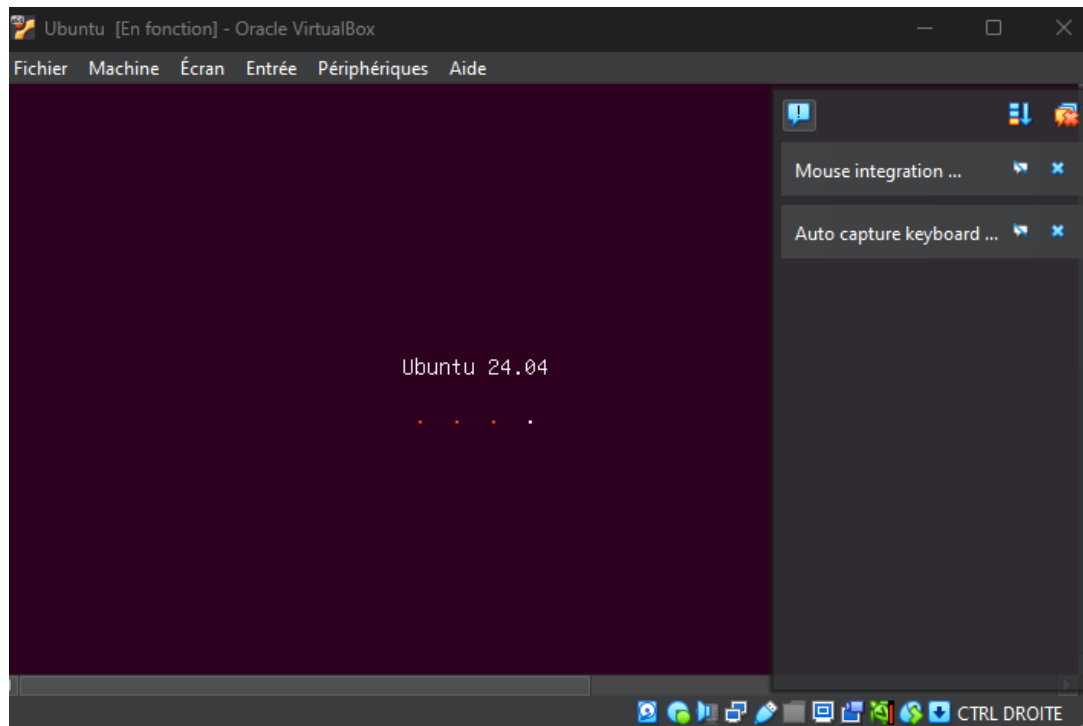 Ubuntu [En fonction] - Oracle VirtualBox
Fichier Machine Écran Entrée Périphériques Aide
Mouse integration ...
Auto capture keyboard ...
Ubuntu 24.04
CTRL DROITE